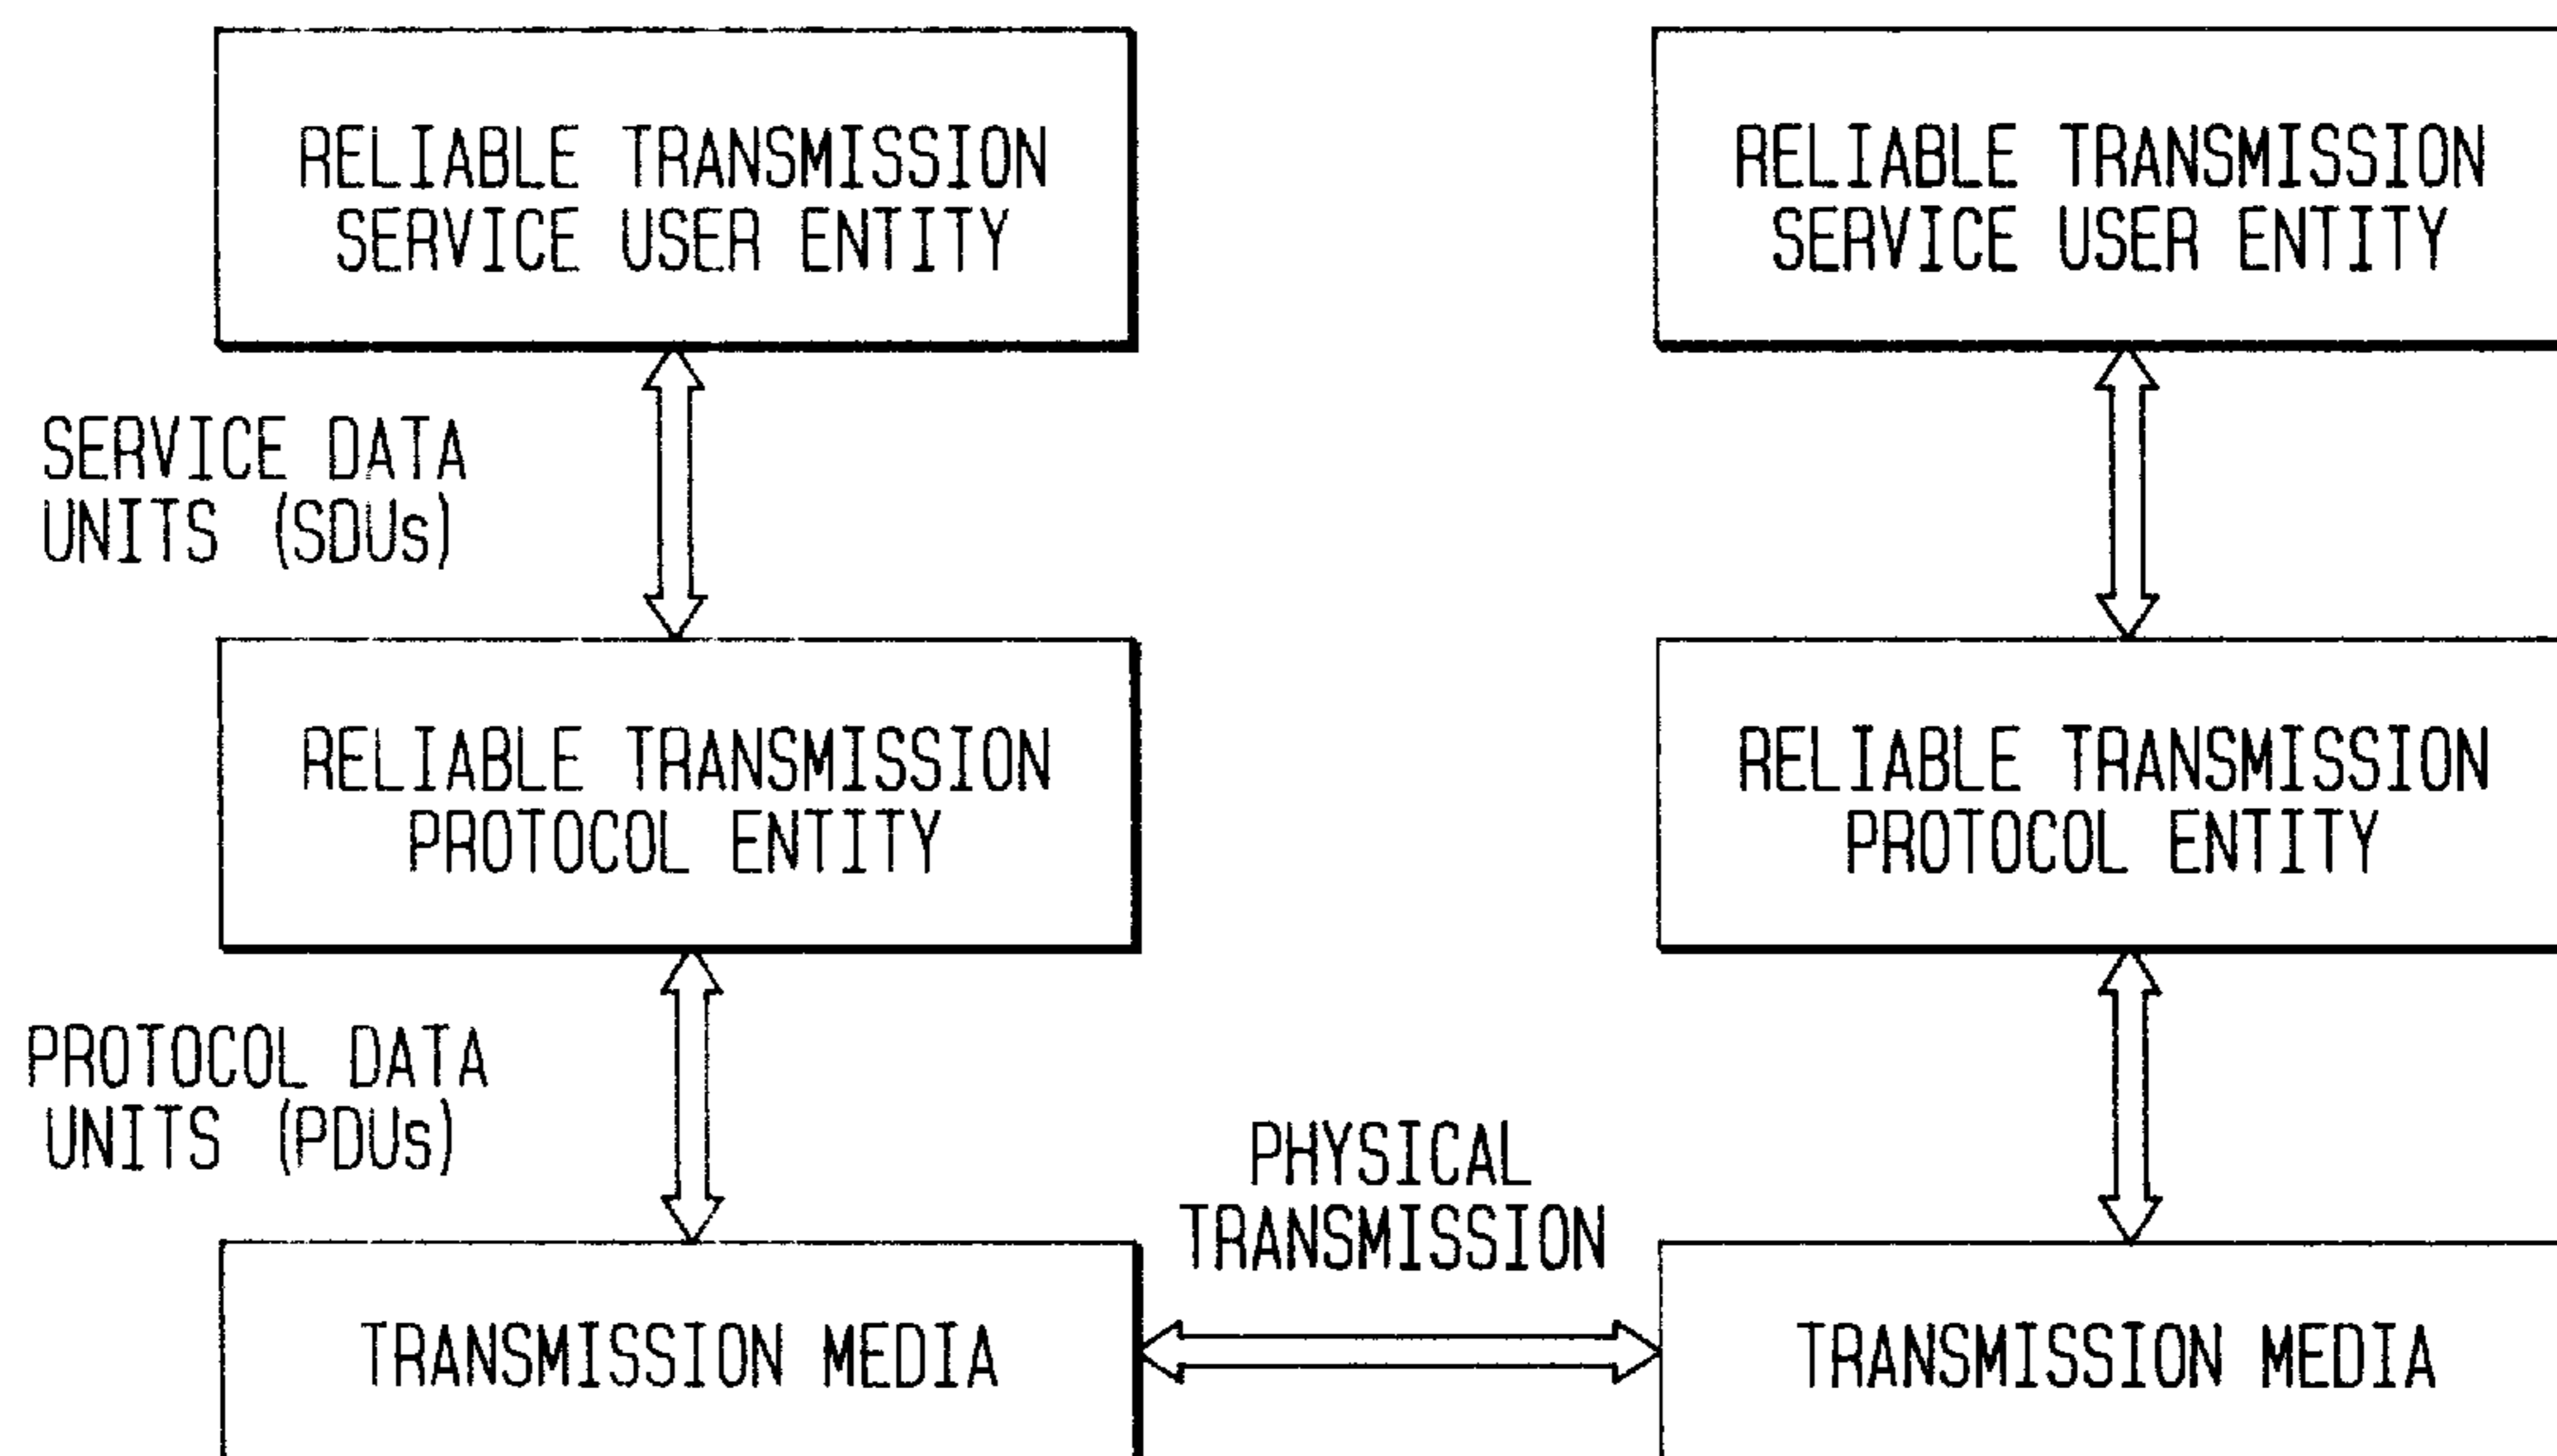 RELIABLE TRANSMISSION
SERVICE USER ENTITY
RELIABLE TRANSMISSION
SERVICE USER ENTITY
SERVICE DATA
UNITS (SDUs)
RELIABLE TRANSMISSION
PROTOCOL ENTITY
RELIABLE TRANSMISSION
PROTOCOL ENTITY
PROTOCOL DATA
UNITS (PDUs)
PHYSICAL
TRANSMISSION
TRANSMISSION MEDIA
TRANSMISSION MEDIA